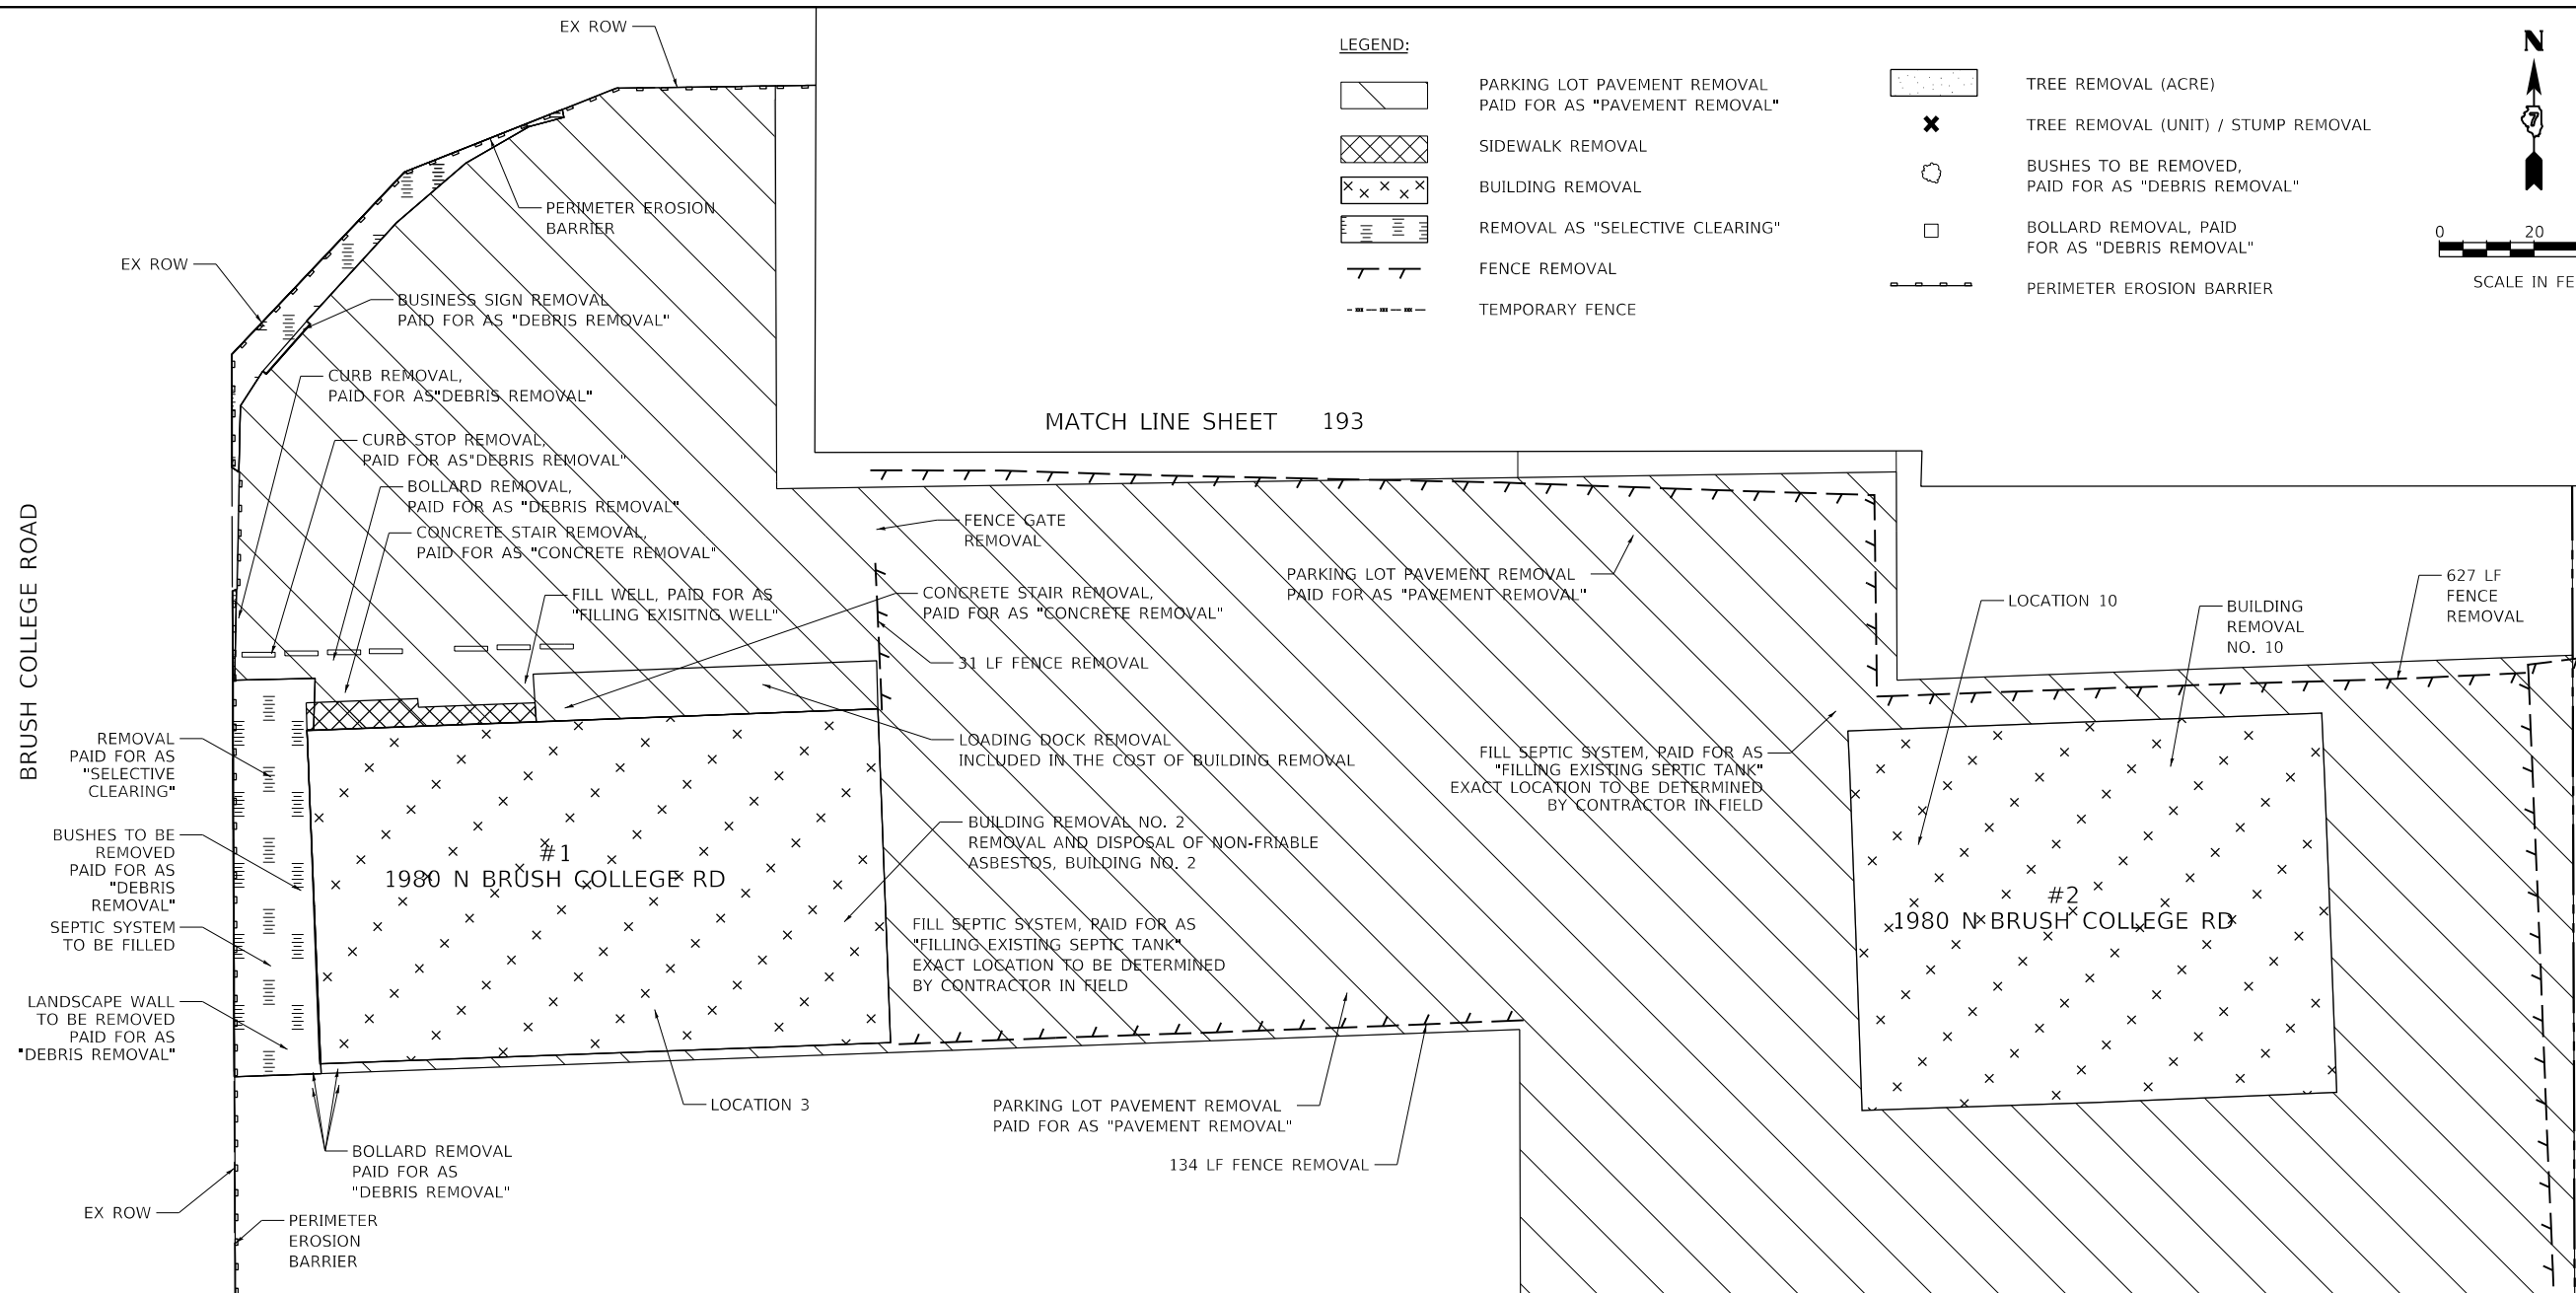 EX ROW
LEGEND:
PARKING LOT PAVEMENT REMOVAL
PAID FOR AS "PAVEMENT REMOVAL"
SIDEWALK REMOVAL
BUILDING REMOVAL
REMOVAL AS "SELECTIVE CLEARING"
FENCE REMOVAL
TEMPORARY FENCE
TREE REMOVAL (ACRE)
TREE REMOVAL (UNIT) / STUMP REMOVAL
BUSHES TO BE REMOVED,
PAID FOR AS "DEBRIS REMOVAL"
BOLLARD REMOVAL, PAID
FOR AS "DEBRIS REMOVAL"
PERIMETER EROSION BARRIER
N
7
0 20
SCALE IN FE
PERIMETER EROSION
BARRIER
EX ROW
BUSINESS SIGN REMOVAL
PAID FOR AS "DEBRIS REMOVAL"
CURB REMOVAL,
PAID FOR AS"DEBRIS REMOVAL"
MATCH LINE SHEET 193
CURB STOP REMOVAL,
PAID FOR AS"DEBRIS REMOVAL"
BOLLARD REMOVAL,
PAID FOR AS "DEBRIS REMOVAL"
CONCRETE STAIR REMOVAL,
PAID FOR AS "CONCRETE REMOVAL"
FENCE GATE
REMOVAL
PARKING LOT PAVEMENT REMOVAL
PAID FOR AS "PAVEMENT REMOVAL"
FILL WELL, PAID FOR AS
"FILLING EXISITNG WELL"
CONCRETE STAIR REMOVAL,
PAID FOR AS "CONCRETE REMOVAL"
31 LF FENCE REMOVAL
LOCATION 10
BUILDING
REMOVAL
NO. 10
627 LF
FENCE
REMOVAL
BRUSH COLLEGE ROAD
REMOVAL
PAID FOR AS
"SELECTIVE
CLEARING"
BUSHES TO BE
REMOVED
PAID FOR AS
"DEBRIS
REMOVAL"
SEPTIC SYSTEM
TO BE FILLED
LANDSCAPE WALL
TO BE REMOVED
PAID FOR AS
"DEBRIS REMOVAL"
LOADING DOCK REMOVAL
INCLUDED IN THE COST OF BUILDING REMOVAL
FILL SEPTIC SYSTEM, PAID FOR AS
"FILLING EXISTING SEPTIC TANK"
EXACT LOCATION TO BE DETERMINED
BY CONTRACTOR IN FIELD
BUILDING REMOVAL NO. 2
REMOVAL AND DISPOSAL OF NON-FRIABLE
ASBESTOS, BUILDING NO. 2
#1
1980 N BRUSH COLLEGE RD
#2
1980 N BRUSH COLLEGE RD
FILL SEPTIC SYSTEM, PAID FOR AS
"FILLING EXISTING SEPTIC TANK"
EXACT LOCATION TO BE DETERMINED
BY CONTRACTOR IN FIELD
LOCATION 3
PARKING LOT PAVEMENT REMOVAL
PAID FOR AS "PAVEMENT REMOVAL"
134 LF FENCE REMOVAL
BOLLARD REMOVAL
PAID FOR AS
"DEBRIS REMOVAL"
EX ROW
PERIMETER
EROSION
BARRIER